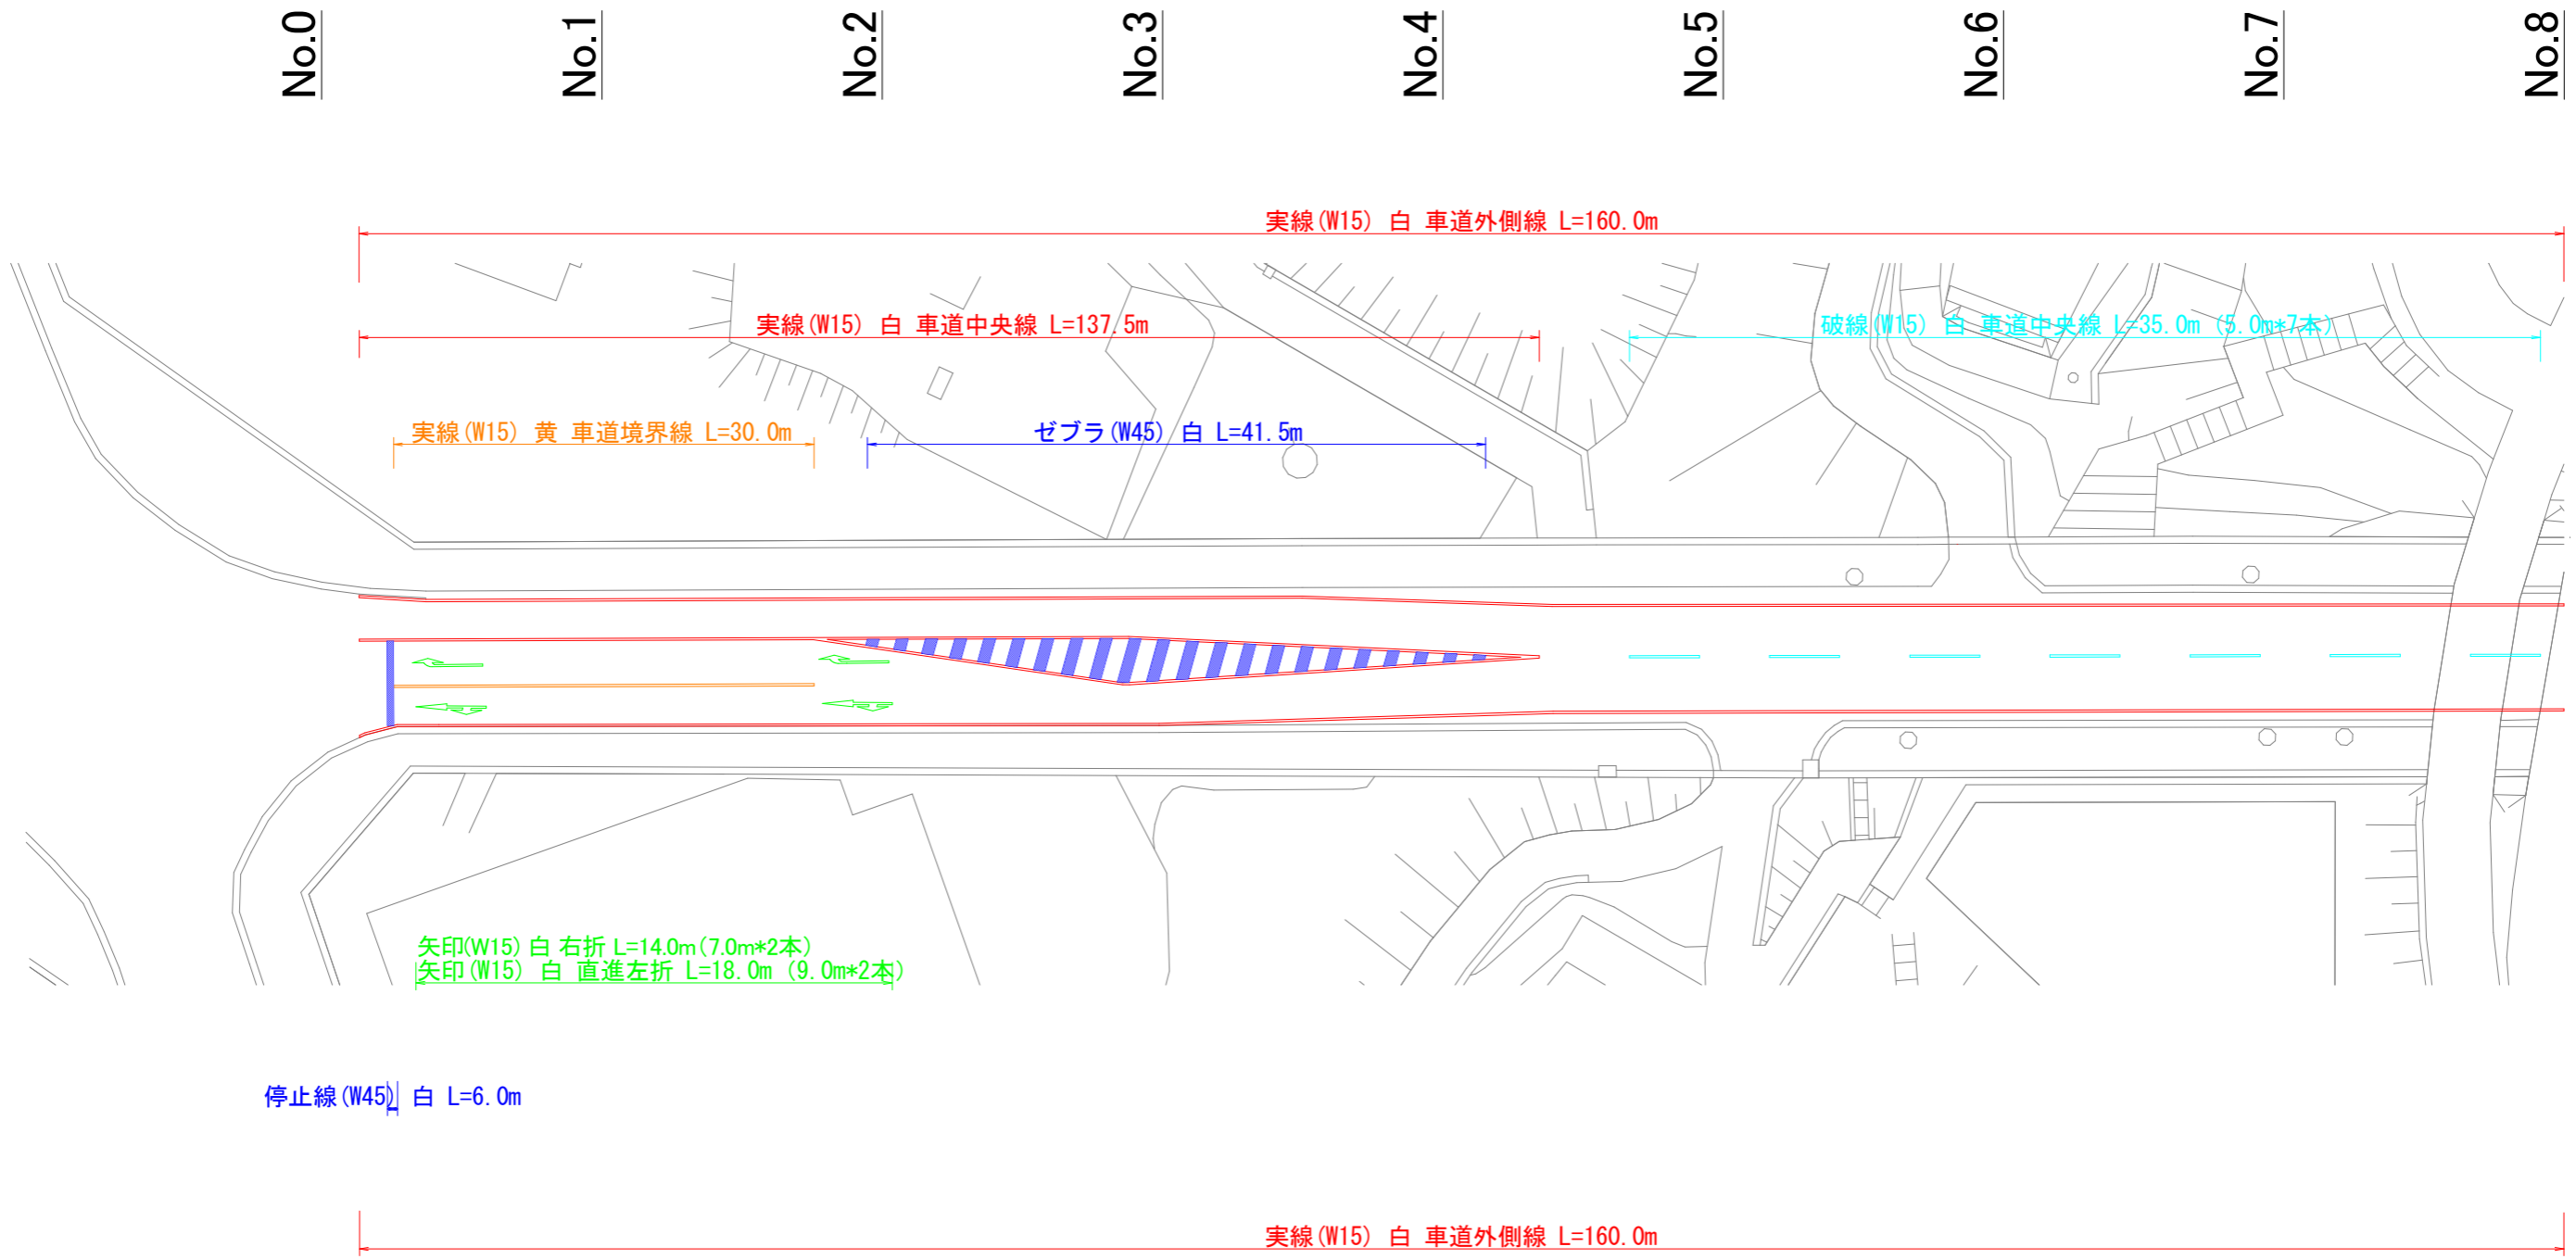 No.0
No.1
No.2
No.3
No.4
No.5
No.6
No.7
No.8
実線(W15) 白 車道外側線 L=160.0m
実線(W15) 白 車道中央線 L=137.5m
破線(W15) 白 車道中央線 L=35.0m (5.0m*7本)
実線(W15) 黄 車道境界線 L=30.0m
ゼブラ(W45) 白 L=41.5m
矢印(W15) 白 右折 L=14.0m(7.0m*2本)
矢印(W15) 白 直進左折 L=18.0m (9.0m*2本)
停止線(W45) 白 L=6.0m
実線(W15) 白 車道外側線 L=160.0m